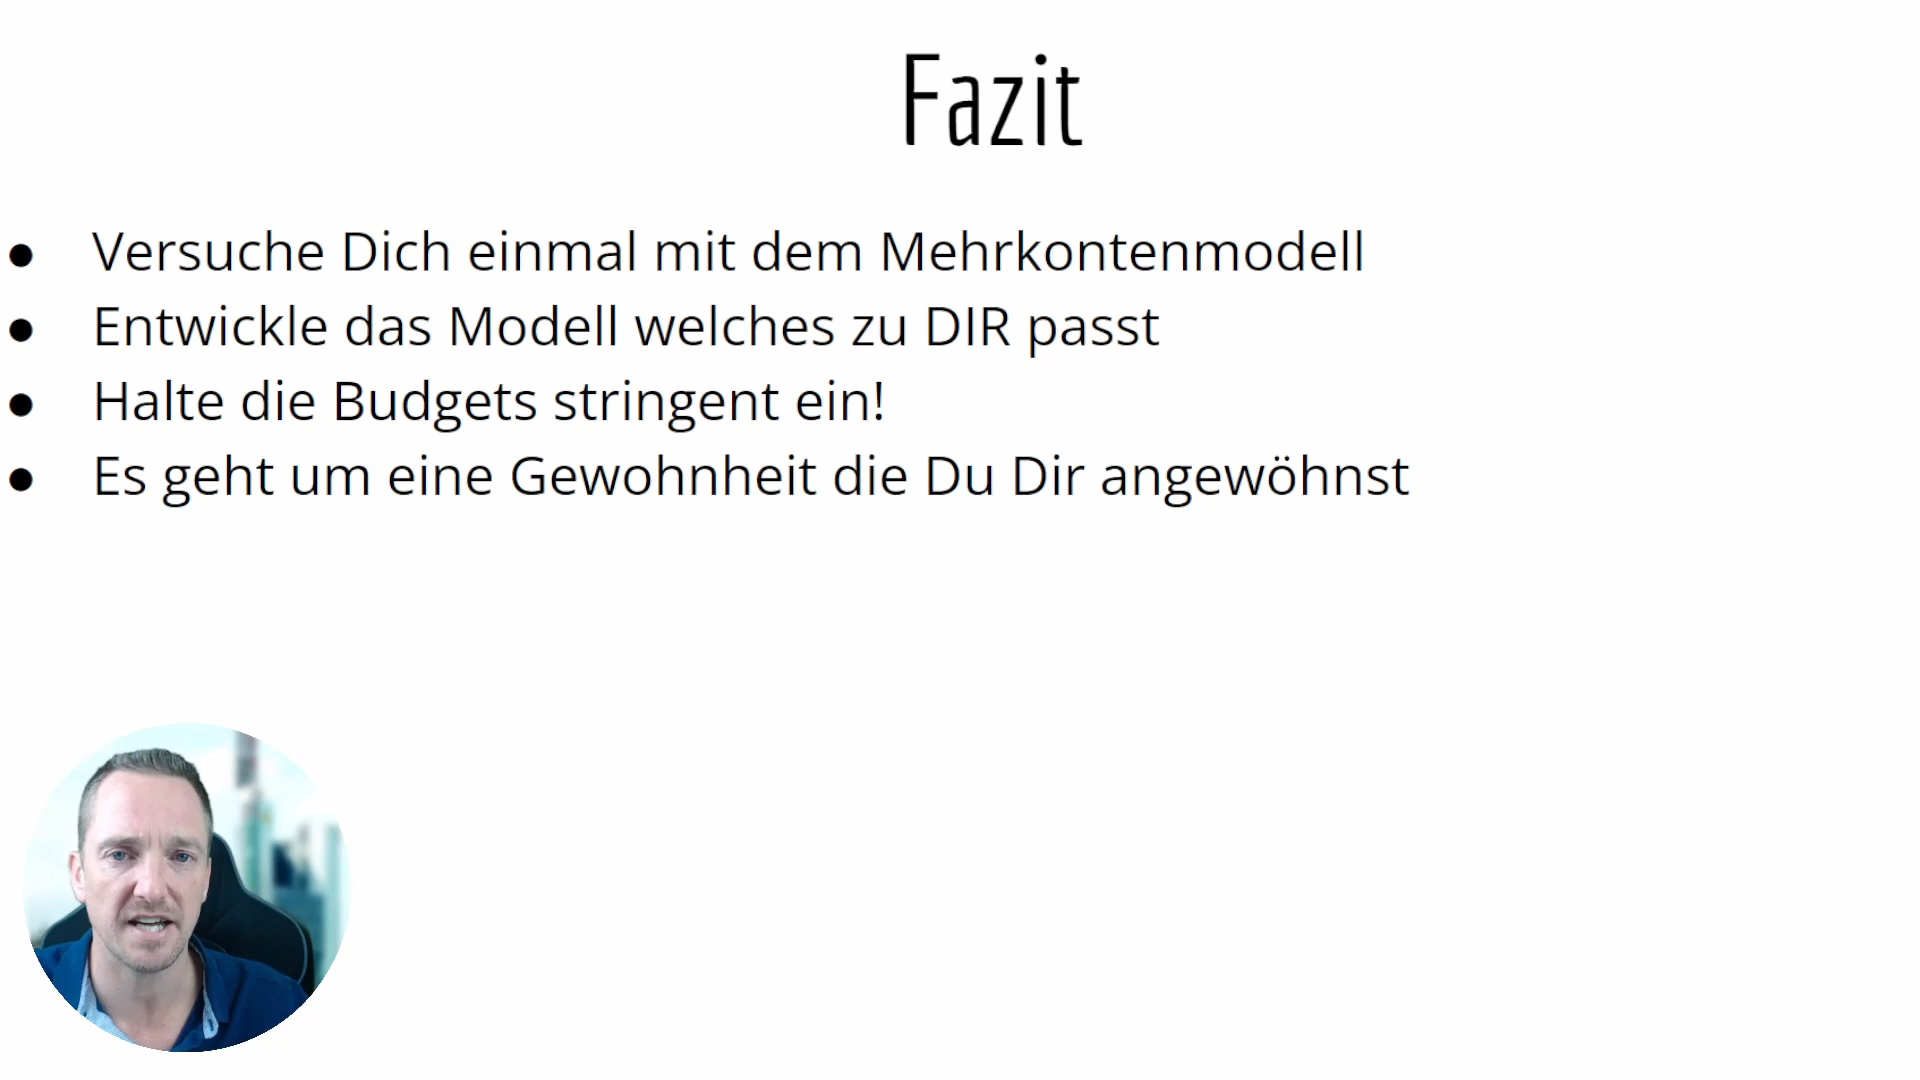 Fazit
● Versuche Dich einmal mit dem Mehrkontenmodell
● Entwickle das Modell welches zu DIR passt
● Halte die Budgets stringent ein!
● Es geht um eine Gewohnheit die Du Dir angewöhnst